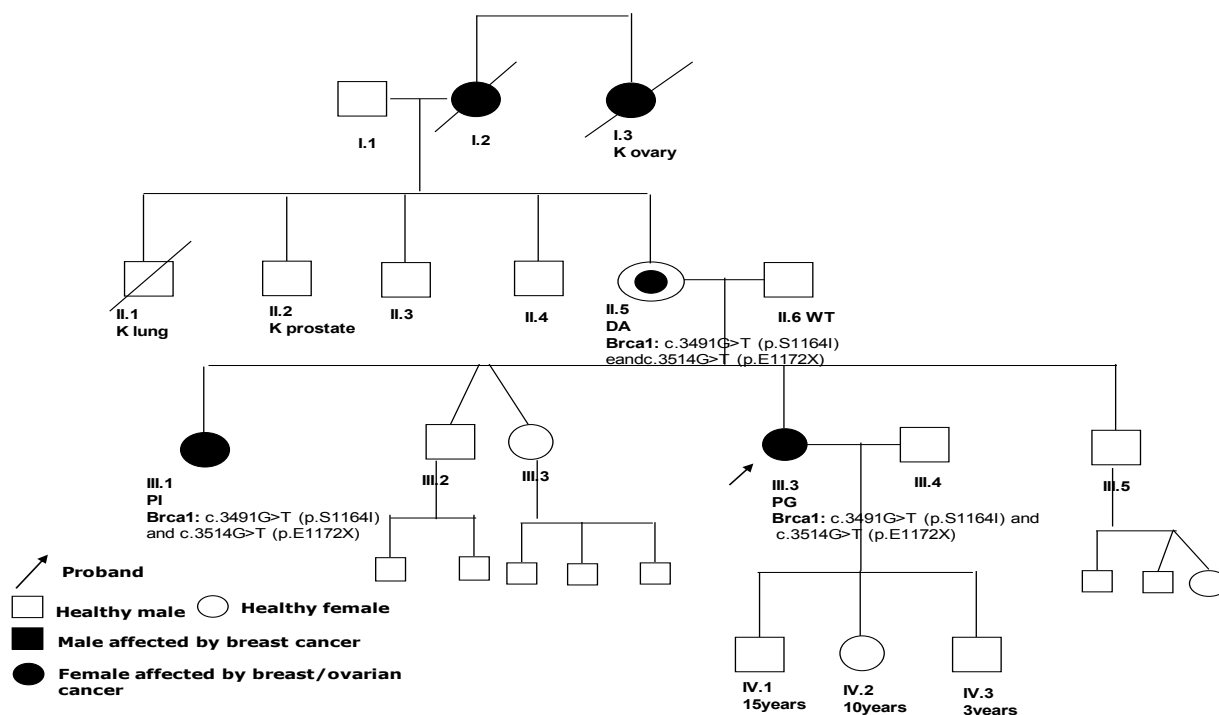 I.1
I.2
I.3
K ovary
II.1
K lung
II.2
K prostate
II.3
II.4
II.5
DA
Brca1: c.3491G>T (p.S1164I)
eandc.3514G>T (p.E1172X)
II.6 WT
III.1
PI
Brca1: c.3491G>T (p.S1164I)
and c.3514G>T (p.E1172X)
III.2
III.3
III.3
PG
Brca1: c.3491G>T (p.S1164I) and
c.3514G>T (p.E1172X)
III.4
III.5
IV.1
15years
IV.2
10years
IV.3
3years
Proband
Healthy male
Healthy female
Male affected by breast cancer
Female affected by breast/ovarian
cancer